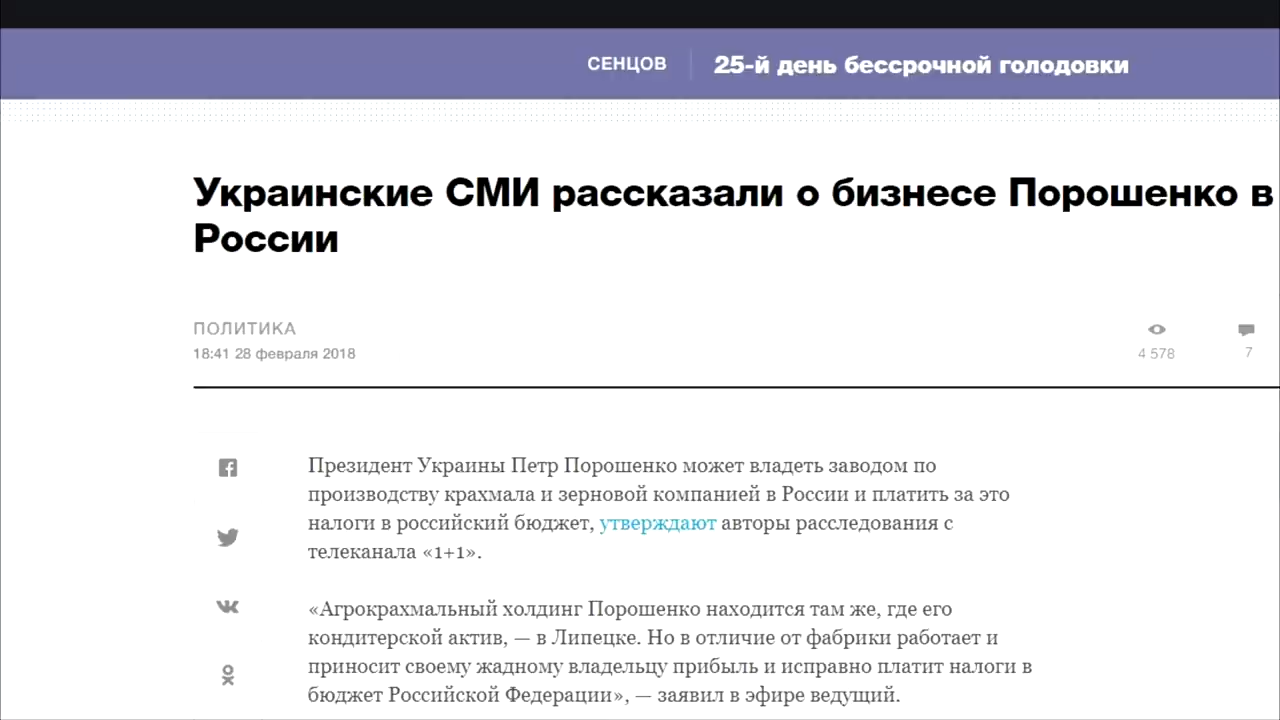 СЕНЦОВ 25-й день бессрочной голодовки
Украинские СМИ рассказали о бизнесе Порошенко в
России
ПОЛИТИКА
18:41 28 февраля 2018
4 578
7
Президент Украины Петр Порошенко может владеть заводом по
производству крахмала и зерновой компанией в России и платить за это
налоги в российский бюджет, утверждают авторы расследования с
телеканала «1+1».
«Агрокрахмальный холдинг Порошенко находится там же, где его
кондитерской актив, — в Липецке. Но в отличие от фабрики работает и
приносит своему жадному владельцу прибыль и исправно платит налоги в
бюджет Российской Федерации», — заявил в эфире ведущий.